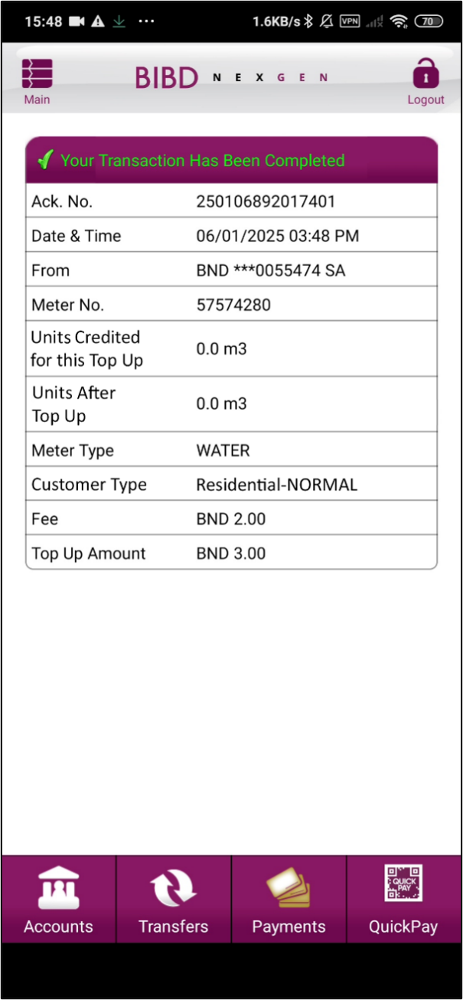 15:48 ... 1.6KB/s VPN 70
BIBD NEXGEN
Main Logout
Your Transaction Has Been Completed
Ack. No. 250106892017401
Date & Time 06/01/2025 03:48 PM
From BND ***0055474 SA
Meter No. 57574280
Units Credited
for this Top Up 0.0 m3
Units After
Top Up 0.0 m3
Meter Type WATER
Customer Type Residential-NORMAL
Fee BND 2.00
Top Up Amount BND 3.00
QUICK
PAY
Accounts Transfers Payments QuickPay